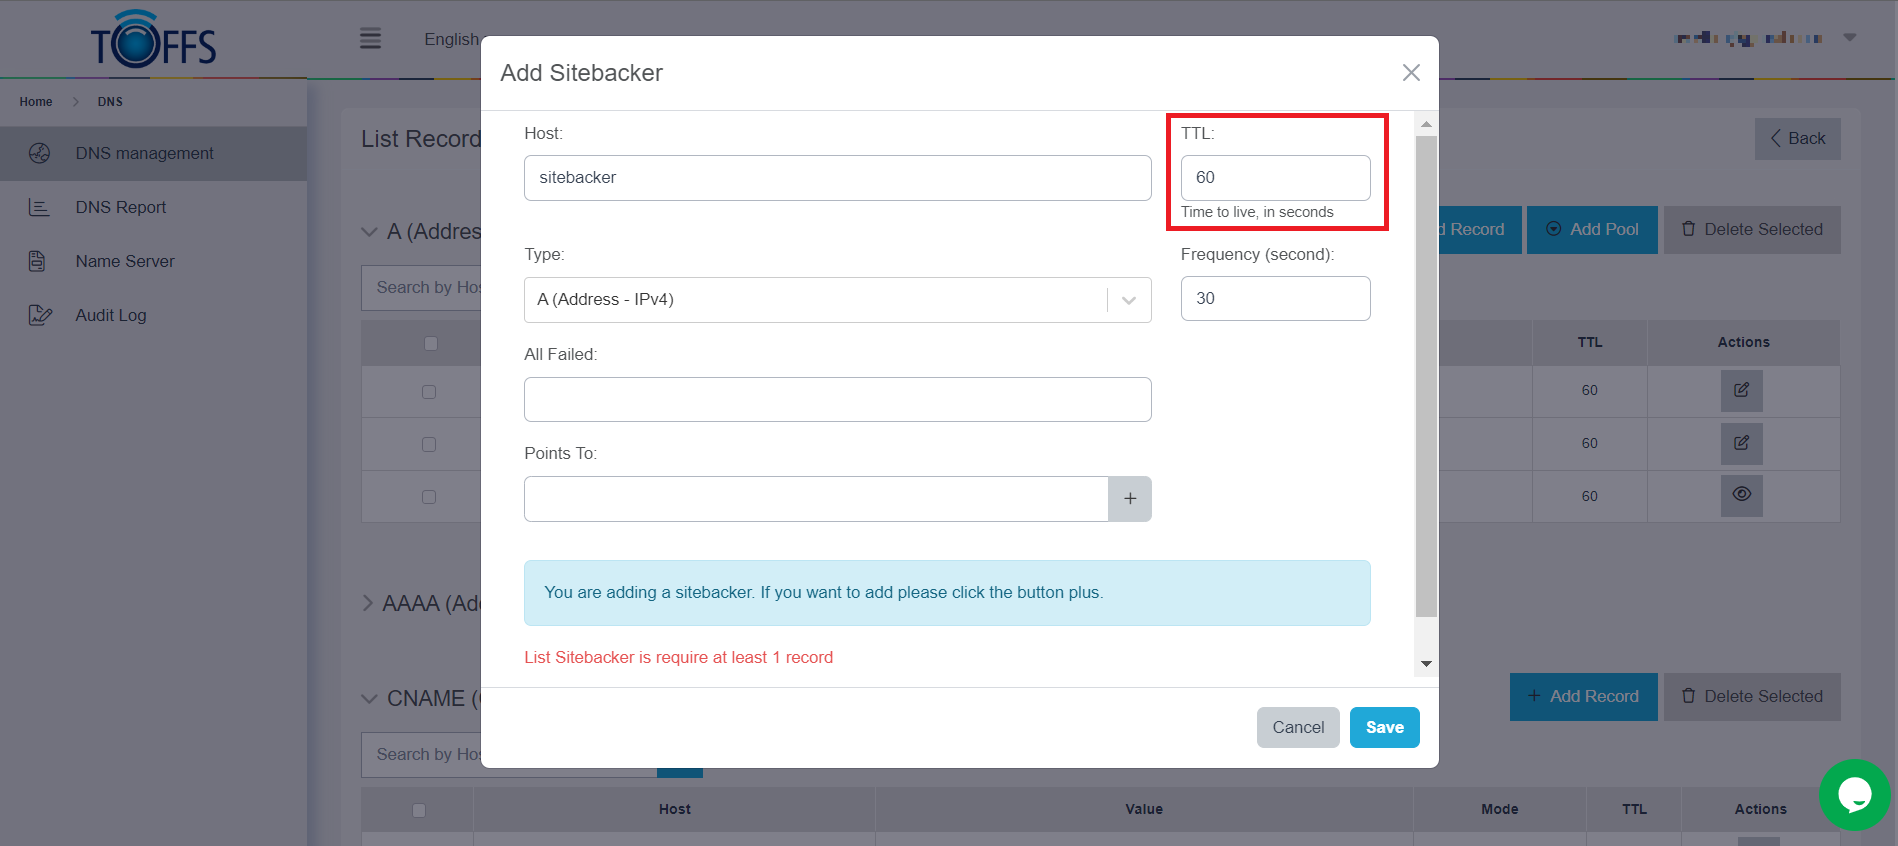 TOFFS
English
Home > DNS
DNS management
DNS Report
Name Server
Audit Log
List Record
Back
A (Addres
d Record
Add Pool
Delete Selected
Search by Hos
TTL
Actions
60
60
60
AAAA (Add
CNAME (
+ Add Record
Delete Selected
Search by Hos
Host
Value
Mode
TTL
Actions
Add Sitebacker
Host:
sitebacker
TTL:
60
Time to live, in seconds
Type:
A (Address - IPv4)
Frequency (second):
30
All Failed:
Points To:
+
You are adding a sitebacker. If you want to add please click the button plus.
List Sitebacker is require at least 1 record
Cancel
Save